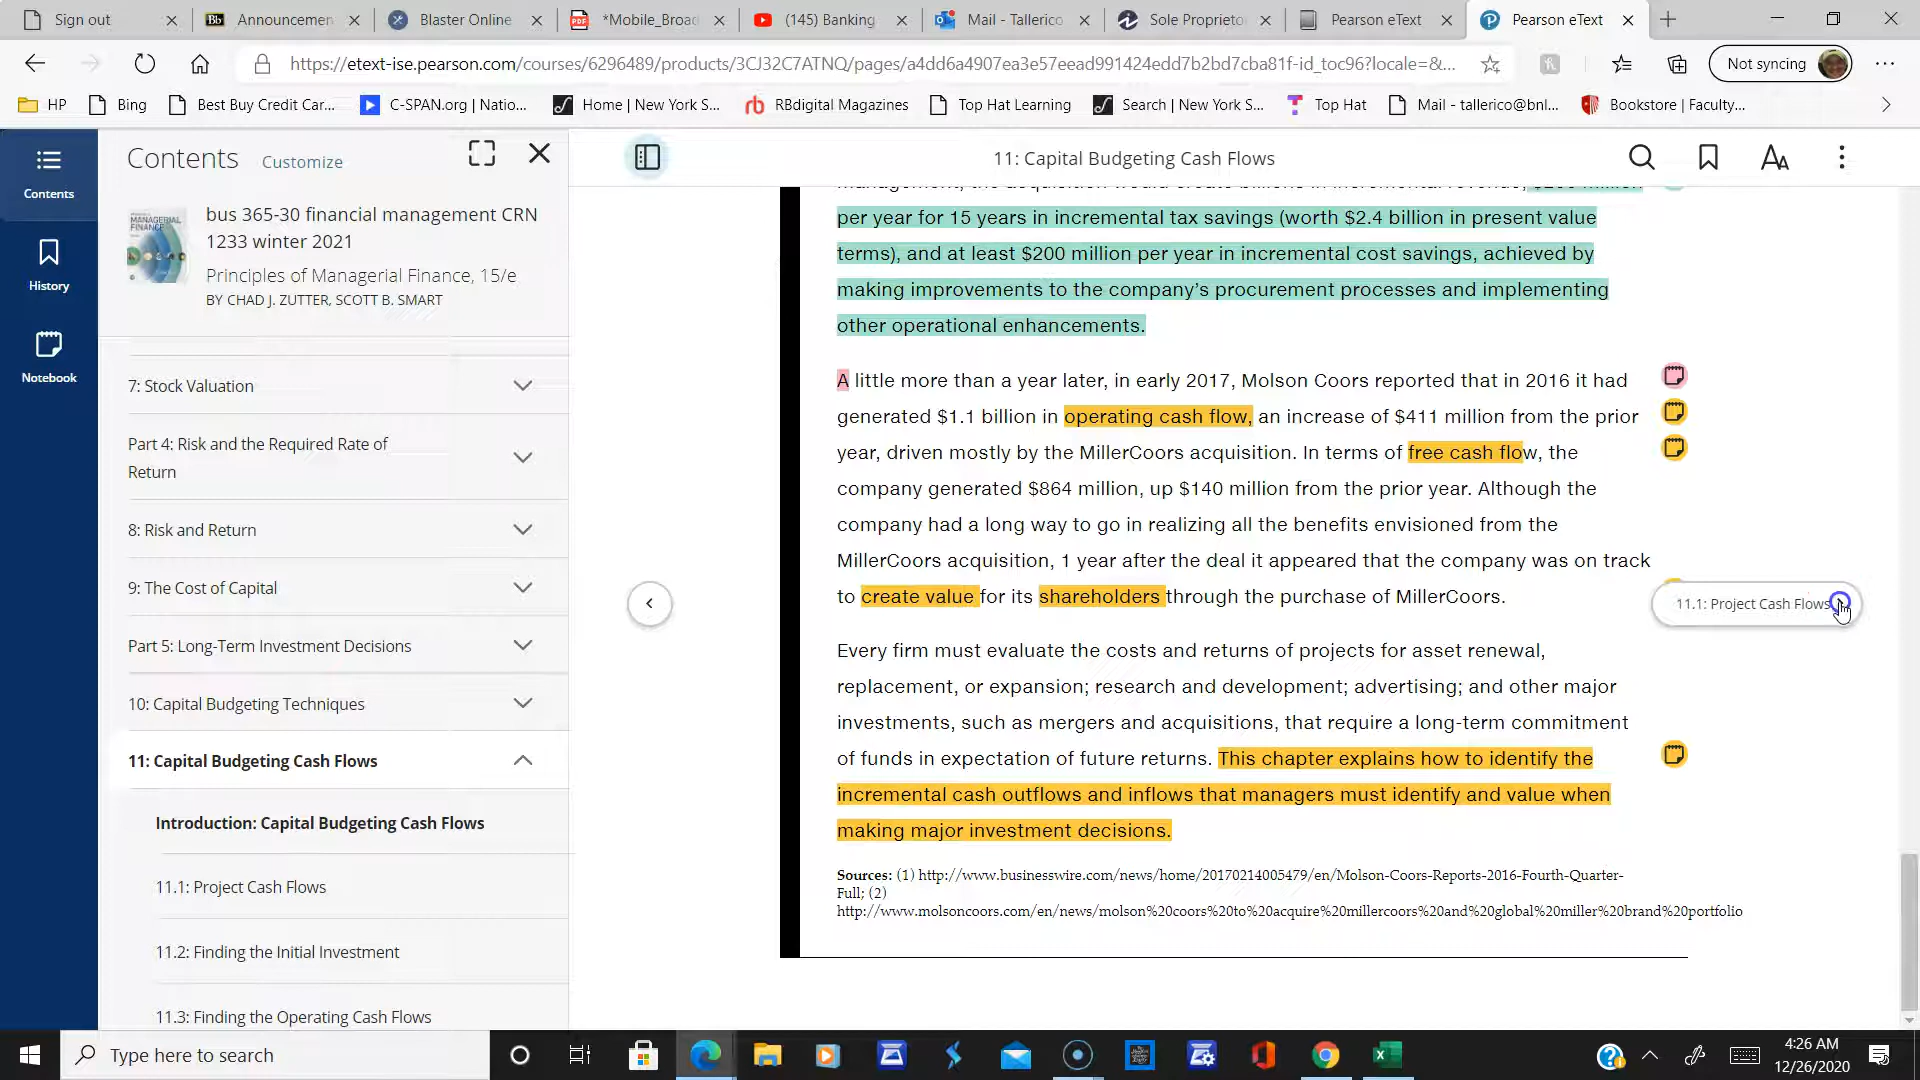 Sign out
Announcemen
Blaster Online
*Mobile_Broad
(145) Banking
Mail - Tallerico
Sole Proprieto
Pearson eText
Pearson eText
https://etext-ise.pearson.com/courses/6296489/products/3CJ32C7ATNQ/pages/a4dd6a4907ea3e57eead991424edd7b2bd7cba81f-id_toc96?locale=&...
Not syncing
HP
Bing
Best Buy Credit Car...
C-SPAN.org | Natio...
Home | New York S...
RBdigital Magazines
Top Hat Learning
Search | New York S...
Top Hat
Mail - tallerico@bnl...
Bookstore | Faculty...
Contents
History
Notebook
Contents Customize
bus 365-30 financial management CRN
1233 winter 2021
Principles of Managerial Finance, 15/e
BY CHAD J. ZUTTER, SCOTT B. SMART
7: Stock Valuation
Part 4: Risk and the Required Rate of
Return
8: Risk and Return
9: The Cost of Capital
Part 5: Long-Term Investment Decisions
10: Capital Budgeting Techniques
11: Capital Budgeting Cash Flows
Introduction: Capital Budgeting Cash Flows
11.1: Project Cash Flows
11.2: Finding the Initial Investment
11.3: Finding the Operating Cash Flows
11: Capital Budgeting Cash Flows
management, the acquisition would create billions in incremental revenue, $200 million
per year for 15 years in incremental tax savings (worth $2.4 billion in present value
terms), and at least $200 million per year in incremental cost savings, achieved by
making improvements to the company's procurement processes and implementing
other operational enhancements.
A little more than a year later, in early 2017, Molson Coors reported that in 2016 it had
generated $1.1 billion in operating cash flow, an increase of $411 million from the prior
year, driven mostly by the MillerCoors acquisition. In terms of free cash flow, the
company generated $864 million, up $140 million from the prior year. Although the
company had a long way to go in realizing all the benefits envisioned from the
MillerCoors acquisition, 1 year after the deal it appeared that the company was on track
to create value for its shareholders through the purchase of MillerCoors.
11.1: Project Cash Flows
Every firm must evaluate the costs and returns of projects for asset renewal,
replacement, or expansion; research and development; advertising; and other major
investments, such as mergers and acquisitions, that require a long-term commitment
of funds in expectation of future returns. This chapter explains how to identify the
incremental cash outflows and inflows that managers must identify and value when
making major investment decisions.
Sources: (1) http://www.businesswire.com/news/home/20170214005479/en/Molson-Coors-Reports-2016-Fourth-Quarter-
Full; (2)
http://www.molsoncoors.com/en/news/molson%20coors%20to%20acquire%20millercoors%20and%20global%20miller%20brand%20portfolio
Type here to search
4:26 AM
12/26/2020